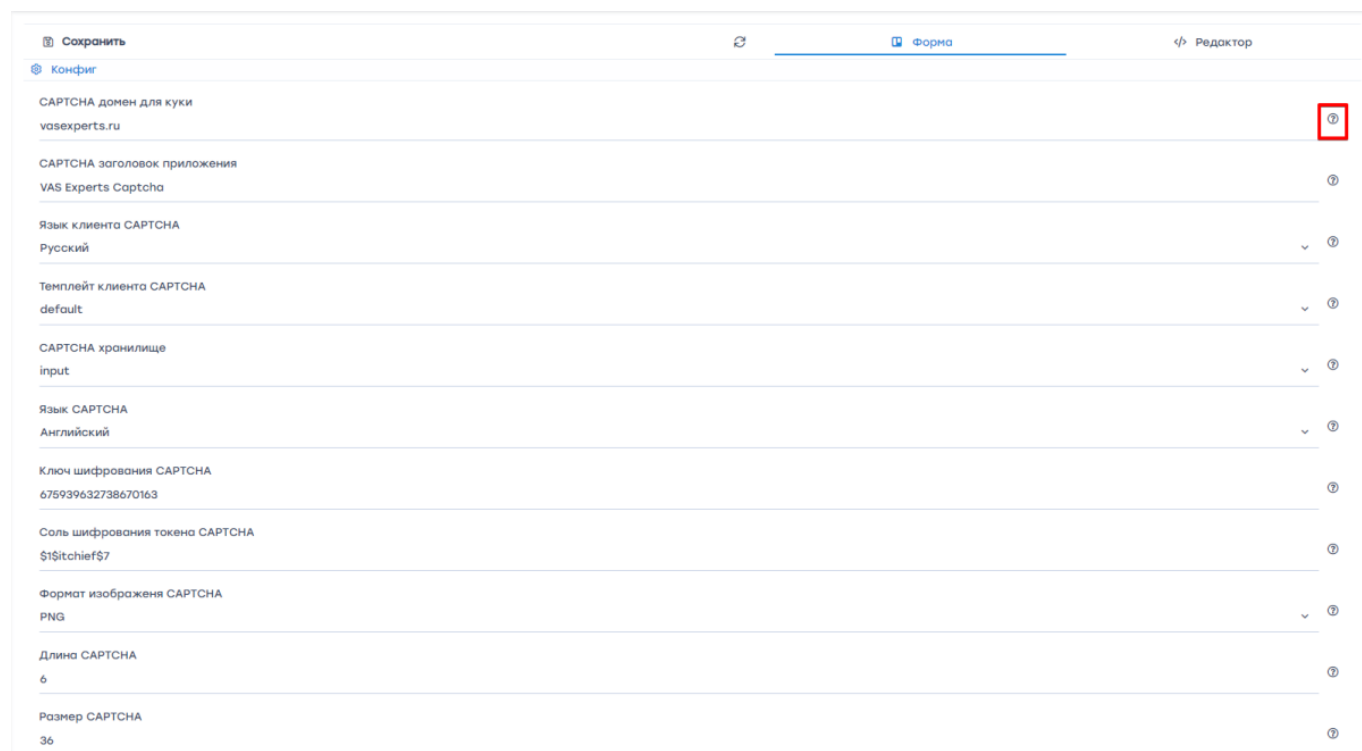 Сохранить
Форма
</> Редактор
Конфиг
CAPTCHA домен для куки
vasexperts.ru
CAPTCHA заголовок приложения
VAS Experts Captcha
Язык клиента CAPTCHA
Русский
Темплейт клиента CAPTCHA
default
CAPTCHA хранилище
input
Язык CAPTCHA
Английский
Ключ шифрования CAPTCHA
675939632738670163
Соль шифрования токена CAPTCHA
$1$itchief$7
Формат изображеня CAPTCHA
PNG
Длина CAPTCHA
6
Размер CAPTCHA
36